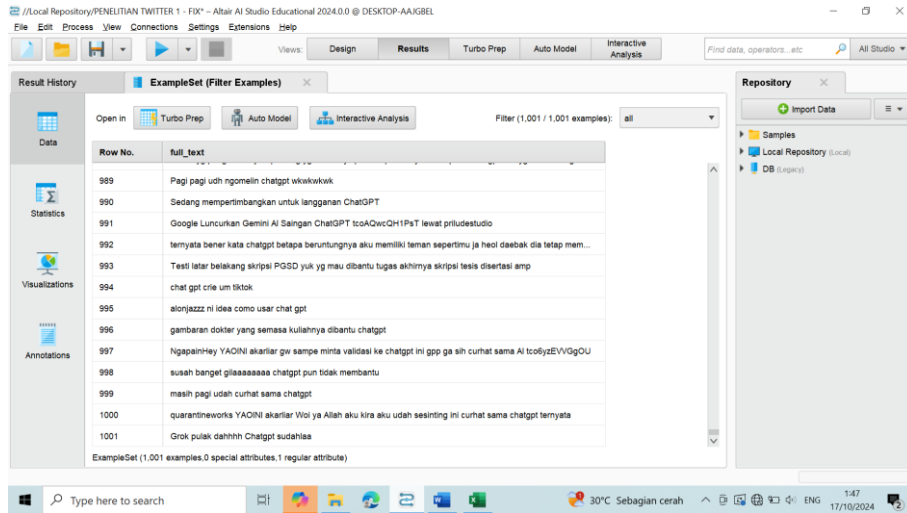 //Local Repository/PENELITIAN TWITTER 1 - FIX* – Altair AI Studio Educational 2024.0.0 @ DESKTOP-AAJGBEL
File Edit Process View Connections Settings Extensions Help
Views: Design Results Turbo Prep Auto Model Interactive Analysis
Find data, operators...etc All Studio
Result History ExampleSet (Filter Examples) Repository
Open in Turbo Prep Auto Model Interactive Analysis Filter (1,001 / 1,001 examples): all
Import Data
Samples
Local Repository (Local)
DB (Legacy)
Data
Statistics
Visualizations
Annotations
Row No. full_text
989 Pagi pagi udh ngomelin chatgpt wkwkwkwk
990 Sedang mempertimbangkan untuk langganan ChatGPT
991 Google Luncurkan Gemini AI Saingan ChatGPT tcoAQwcQH1PsT lewat priludestudio
992 ternyata bener kata chatgpt betapa beruntungnya aku memiliki teman sepertimu ja heol daebak dia tetap mem...
993 Testi latar belakang skripsi PGSD yuk yg mau dibantu tugas akhirnya skripsi tesis disertasi amp
994 chat gpt crie um tiktok
995 alonjazzz ni idea como usar chat gpt
996 gambaran dokter yang semasa kuliahnya dibantu chatgpt
997 NgapainHey YAOINI akarliar gw sampe minta validasi ke chatgpt ini gpp ga sih curhat sama AI tco6yzEVVGgOU
998 susah banget gilaaaaaaaa chatgpt pun tidak membantu
999 masih pagi udah curhat sama chatgpt
1000 quarantineworks YAOINI akarliar Woi ya Allah aku kira aku udah sesinting ini curhat sama chatgpt ternyata
1001 Grok pulak dahhhh Chatgpt sudahlaa
ExampleSet (1,001 examples,0 special attributes,1 regular attribute)
Type here to search
30°C Sebagian cerah
ENG
1:47
17/10/2024
2